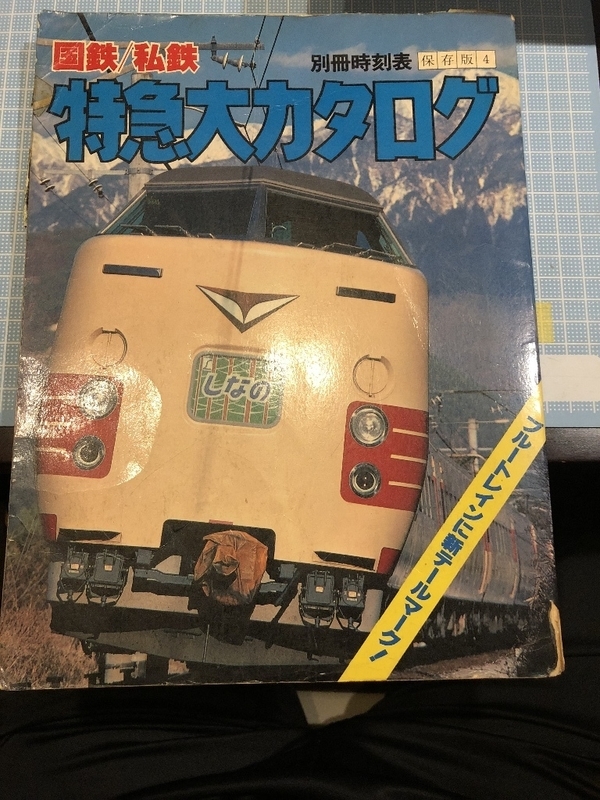 国鉄/私鉄
別冊時刻表 保存版4
特急大カタログ
しなの
ブルートレインに新テールマーク!